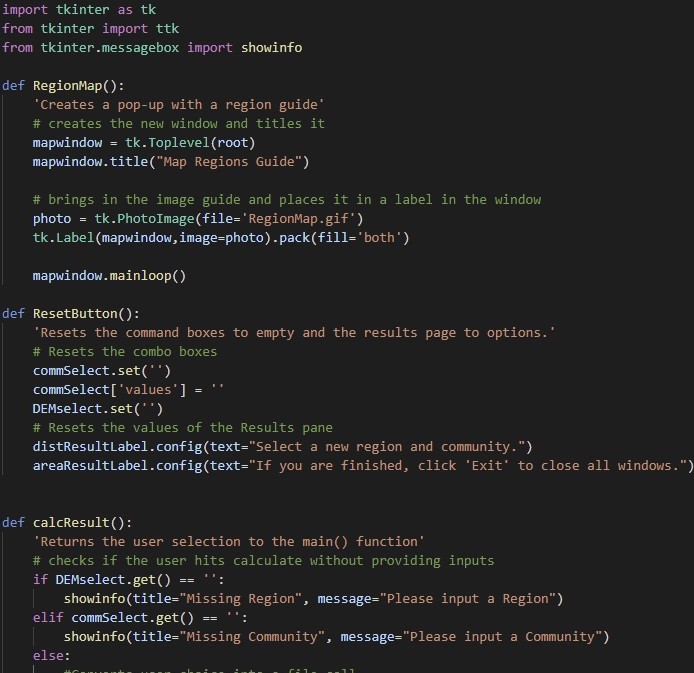 import tkinter as tk
from tkinter import ttk
from tkinter.messagebox import showinfo
def RegionMap():
'Creates a pop-up with a region guide'
# creates the new window and titles it
mapwindow = tk.Toplevel(root)
mapwindow.title("Map Regions Guide")
# brings in the image guide and places it in a label in the window
photo = tk.PhotoImage(file='RegionMap.gif')
tk.Label(mapwindow,image=photo).pack(fill='both')
mapwindow.mainloop()
def ResetButton():
'Resets the command boxes to empty and the results page to options.'
# Resets the combo boxes
commSelect.set('')
commSelect['values'] = ''
DEMselect.set('')
# Resets the values of the Results pane
distResultLabel.config(text="Select a new region and community.")
areaResultLabel.config(text="If you are finished, click 'Exit' to close all windows.")
def calcResult():
'Returns the user selection to the main() function'
# checks if the user hits calculate without providing inputs
if DEMselect.get() == '':
showinfo(title="Missing Region", message="Please input a Region")
elif commSelect.get() == '':
showinfo(title="Missing Community", message="Please input a Community")
else: